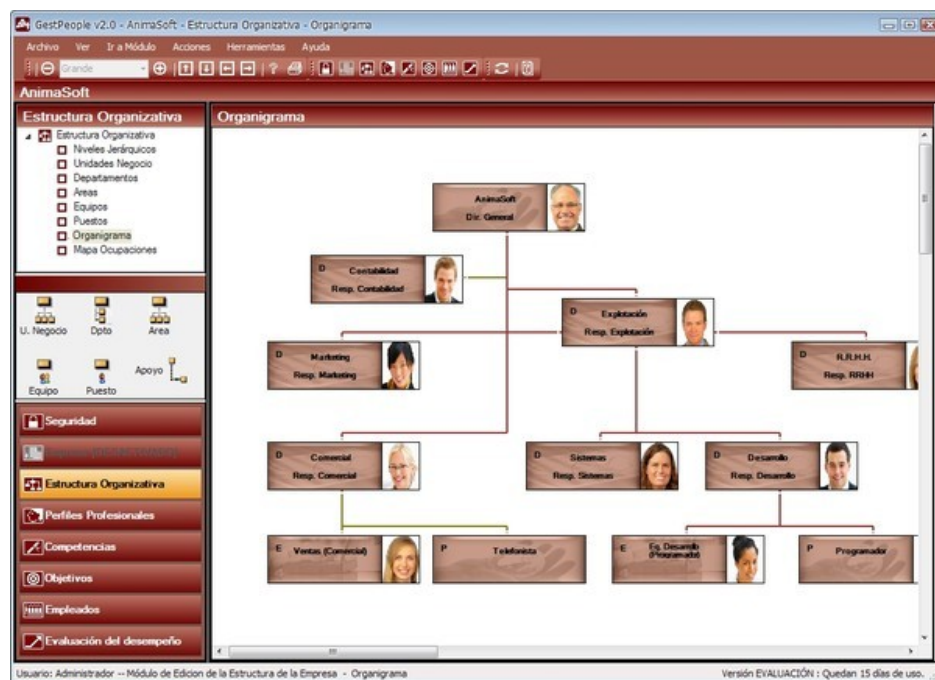 GestPeople v2.0 - AnimaSoft - Estructura Organizativa - Organigrama
Archivo Ver Ir a Módulo Acciones Herramientas Ayuda
Grande
AnimaSoft
Estructura Organizativa
Estructura Organizativa
Niveles Jerárquicos
Unidades Negocio
Departamentos
Areas
Equipos
Puestos
Organigrama
Mapa Ocupaciones
U. Negocio Dpto Area
Equipo Puesto Apoyo
Seguridad
Estructura Organizativa
Perfiles Profesionales
Competencias
Objetivos
Empleados
Evaluación del desempeño
Organigrama
AnimaSoft
Dir. General
D Contabilidad
Resp. Contabilidad
D Explotación
Resp. Explotación
D Marketing
Resp. Marketing
D R.R.H.H.
Resp. RRHH
D Comercial
Resp. Comercial
D Sistemas
Resp. Sistemas
D Desarrollo
Resp. Desarrollo
E Ventas (Comercial)
P Telefonista
E Eq. Desarrollo
(Programador)
P Programador
Usuario: Administrador -- Módulo de Edicion de la Estructura de la Empresa - Organigrama
Versión EVALUACIÓN : Quedan 15 días de uso.